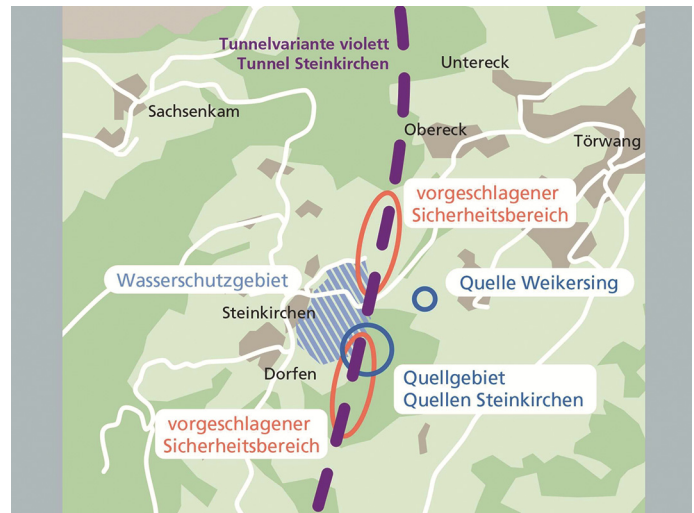 Tunnelvariante violett
Tunnel Steinkirchen
Untereck
Sachsenkam
Obereck
Törwang
vorgeschlagener
Sicherheitsbereich
Wasserschutzgebiet
Quelle Weikersing
Steinkirchen
Dorfen
Quellgebiet
Quellen Steinkirchen
vorgeschlagener
Sicherheitsbereich